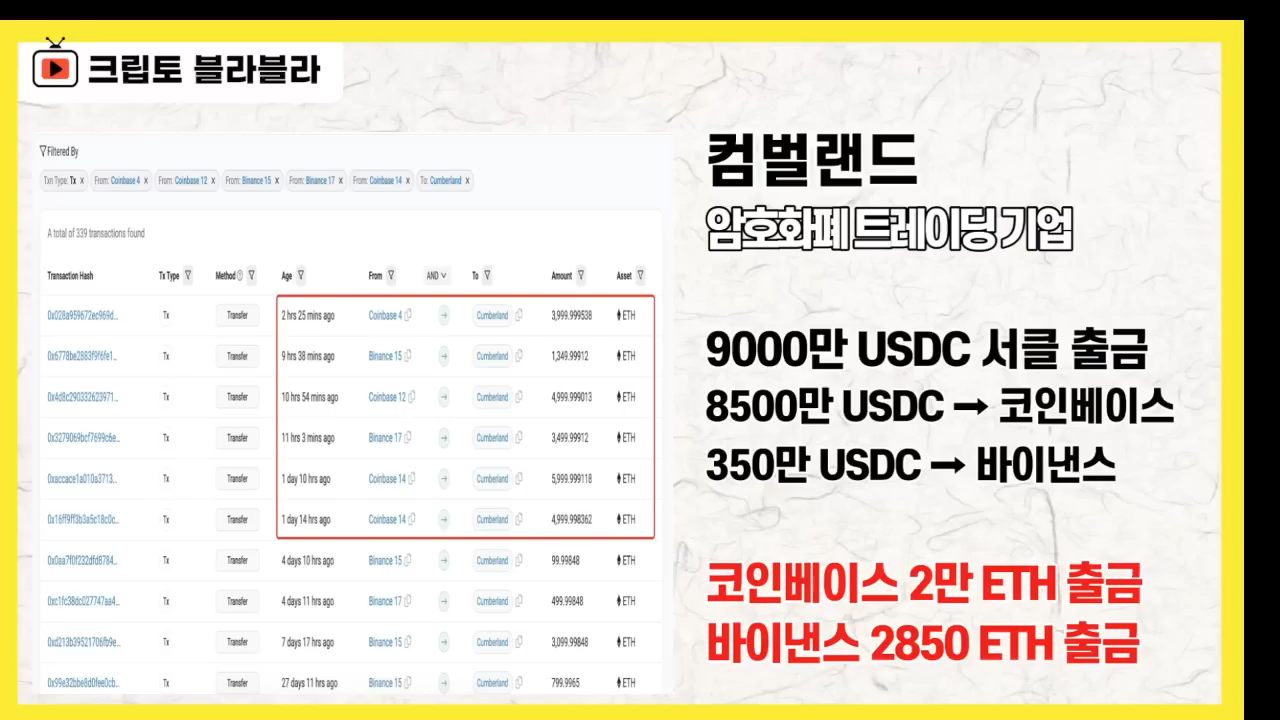 크립토 블라블라
Filtered By
Txn Type: Tx x From: Coinbase 4 x From: Coinbase 12 x From: Binance 15 x From: Binance 17 x From: Coinbase 14 x To: Cumberland x
A total of 339 transactions found
Transaction Hash Tx Type Method Age From AND To Amount Asset
0x028a959672ec969d... Tx Transfer 2 hrs 25 mins ago Coinbase 4 Cumberland 3,999.999538 ETH
0x6778be2883f9f6fe1... Tx Transfer 9 hrs 38 mins ago Binance 15 Cumberland 1,349.99912 ETH
0x4d8c290332623971... Tx Transfer 10 hrs 54 mins ago Coinbase 12 Cumberland 4,999.999013 ETH
0x3279069bcf7699c6e... Tx Transfer 11 hrs 3 mins ago Binance 17 Cumberland 3,499.99912 ETH
0xaccace1a010a3713... Tx Transfer 1 day 10 hrs ago Coinbase 14 Cumberland 5,999.999118 ETH
0x16ff9ff3b3a5c18c0c... Tx Transfer 1 day 14 hrs ago Coinbase 14 Cumberland 4,999.998362 ETH
0x0aa7f0f232dfd8784... Tx Transfer 4 days 10 hrs ago Binance 15 Cumberland 99.99848 ETH
0xc1fc38dc027747aa4... Tx Transfer 4 days 11 hrs ago Binance 17 Cumberland 499.99848 ETH
0xd213b39521706fb9e... Tx Transfer 7 days 17 hrs ago Binance 15 Cumberland 3,099.99848 ETH
0x99e32bbe8d0fee0cb... Tx Transfer 27 days 11 hrs ago Binance 15 Cumberland 799.9965 ETH
컴벌랜드
암호화폐 트레이딩 기업
9000만 USDC 서클 출금
8500만 USDC → 코인베이스
350만 USDC → 바이낸스
코인베이스 2만 ETH 출금
바이낸스 2850 ETH 출금